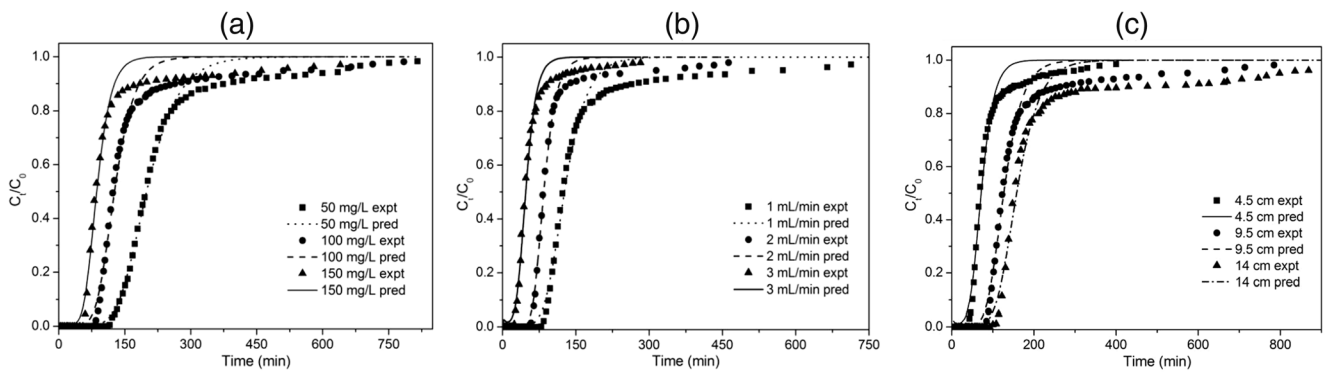 (a)
1.0
0.8
0.6
0.4
0.2
0.0
C_t/C_0
50 mg/L expt
50 mg/L pred
100 mg/L expt
100 mg/L pred
150 mg/L expt
150 mg/L pred
0 150 300 450 600 750
Time (min)
(b)
1.0
0.8
0.6
0.4
0.2
0.0
C_t/C_0
1 mL/min expt
1 mL/min pred
2 mL/min expt
2 mL/min pred
3 mL/min expt
3 mL/min pred
0 150 300 450 600 750
Time (min)
(c)
1.0
0.8
0.6
0.4
0.2
0.0
C_t/C_0
4.5 cm expt
4.5 cm pred
9.5 cm expt
9.5 cm pred
14 cm expt
14 cm pred
0 200 400 600 800
Time (min)